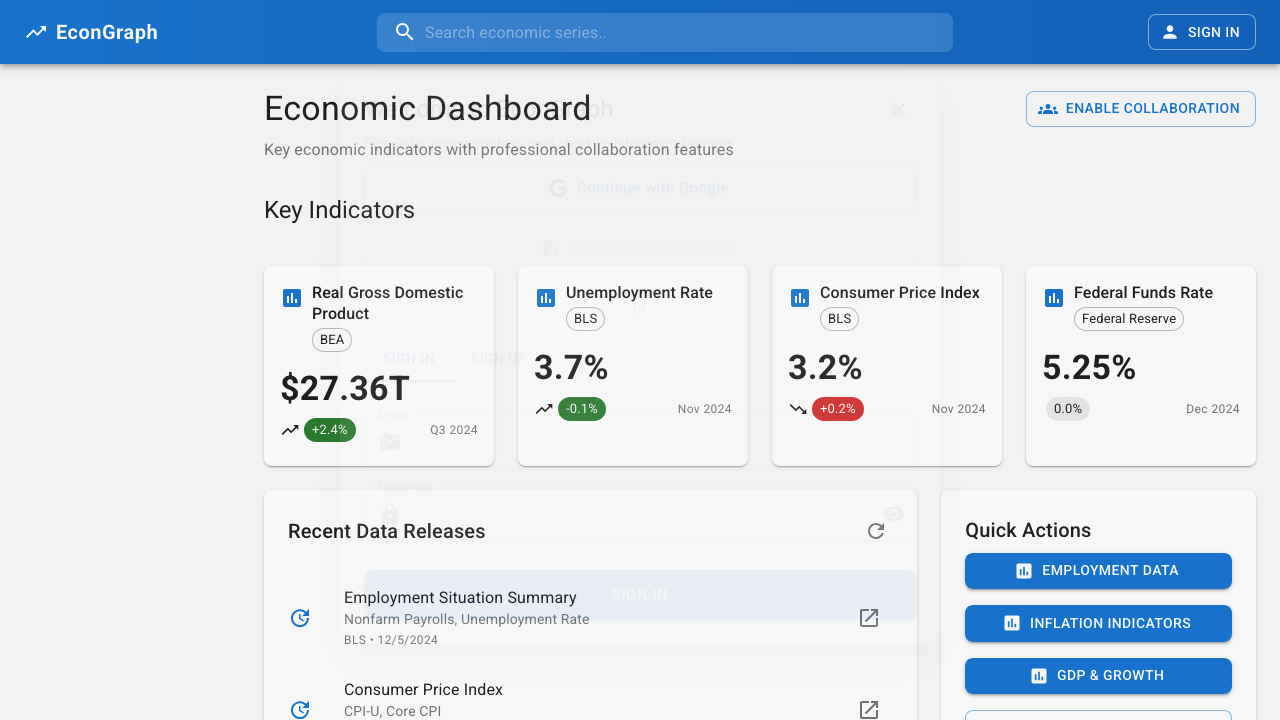 EconGraph
Search economic series..
SIGN IN
Economic Dashboard
ENABLE COLLABORATION
Key economic indicators with professional collaboration features
Continue with Google
Key Indicators
Real Gross Domestic Product
BEA
$27.36T
+2.4%
Q3 2024
Unemployment Rate
BLS
3.7%
-0.1%
Nov 2024
Consumer Price Index
BLS
3.2%
+0.2%
Nov 2024
Federal Funds Rate
Federal Reserve
5.25%
0.0%
Dec 2024
SIGN IN
SIGN UP
Email
Password
SIGN IN
Recent Data Releases
Employment Situation Summary
Nonfarm Payrolls, Unemployment Rate
BLS • 12/5/2024
Consumer Price Index
CPI-U, Core CPI
Quick Actions
EMPLOYMENT DATA
INFLATION INDICATORS
GDP & GROWTH